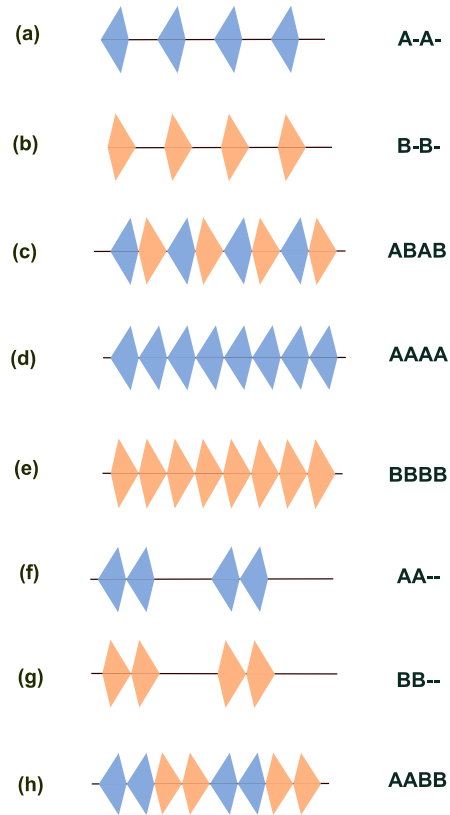 (a) A-A-
(b) B-B-
(c) ABAB
(d) AAAA
(e) BBBB
(f) AA--
(g) BB--
(h) AABB